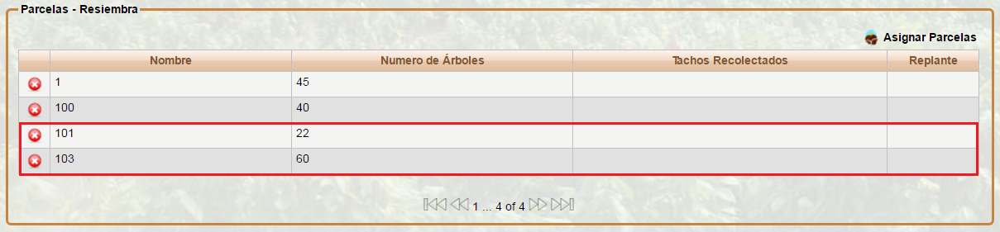 Parcelas - Resiembra
Asignar Parcelas
Nombre Numero de Árboles Tachos Recolectados Replante
1 45
100 40
101 22
103 60
1 ... 4 of 4